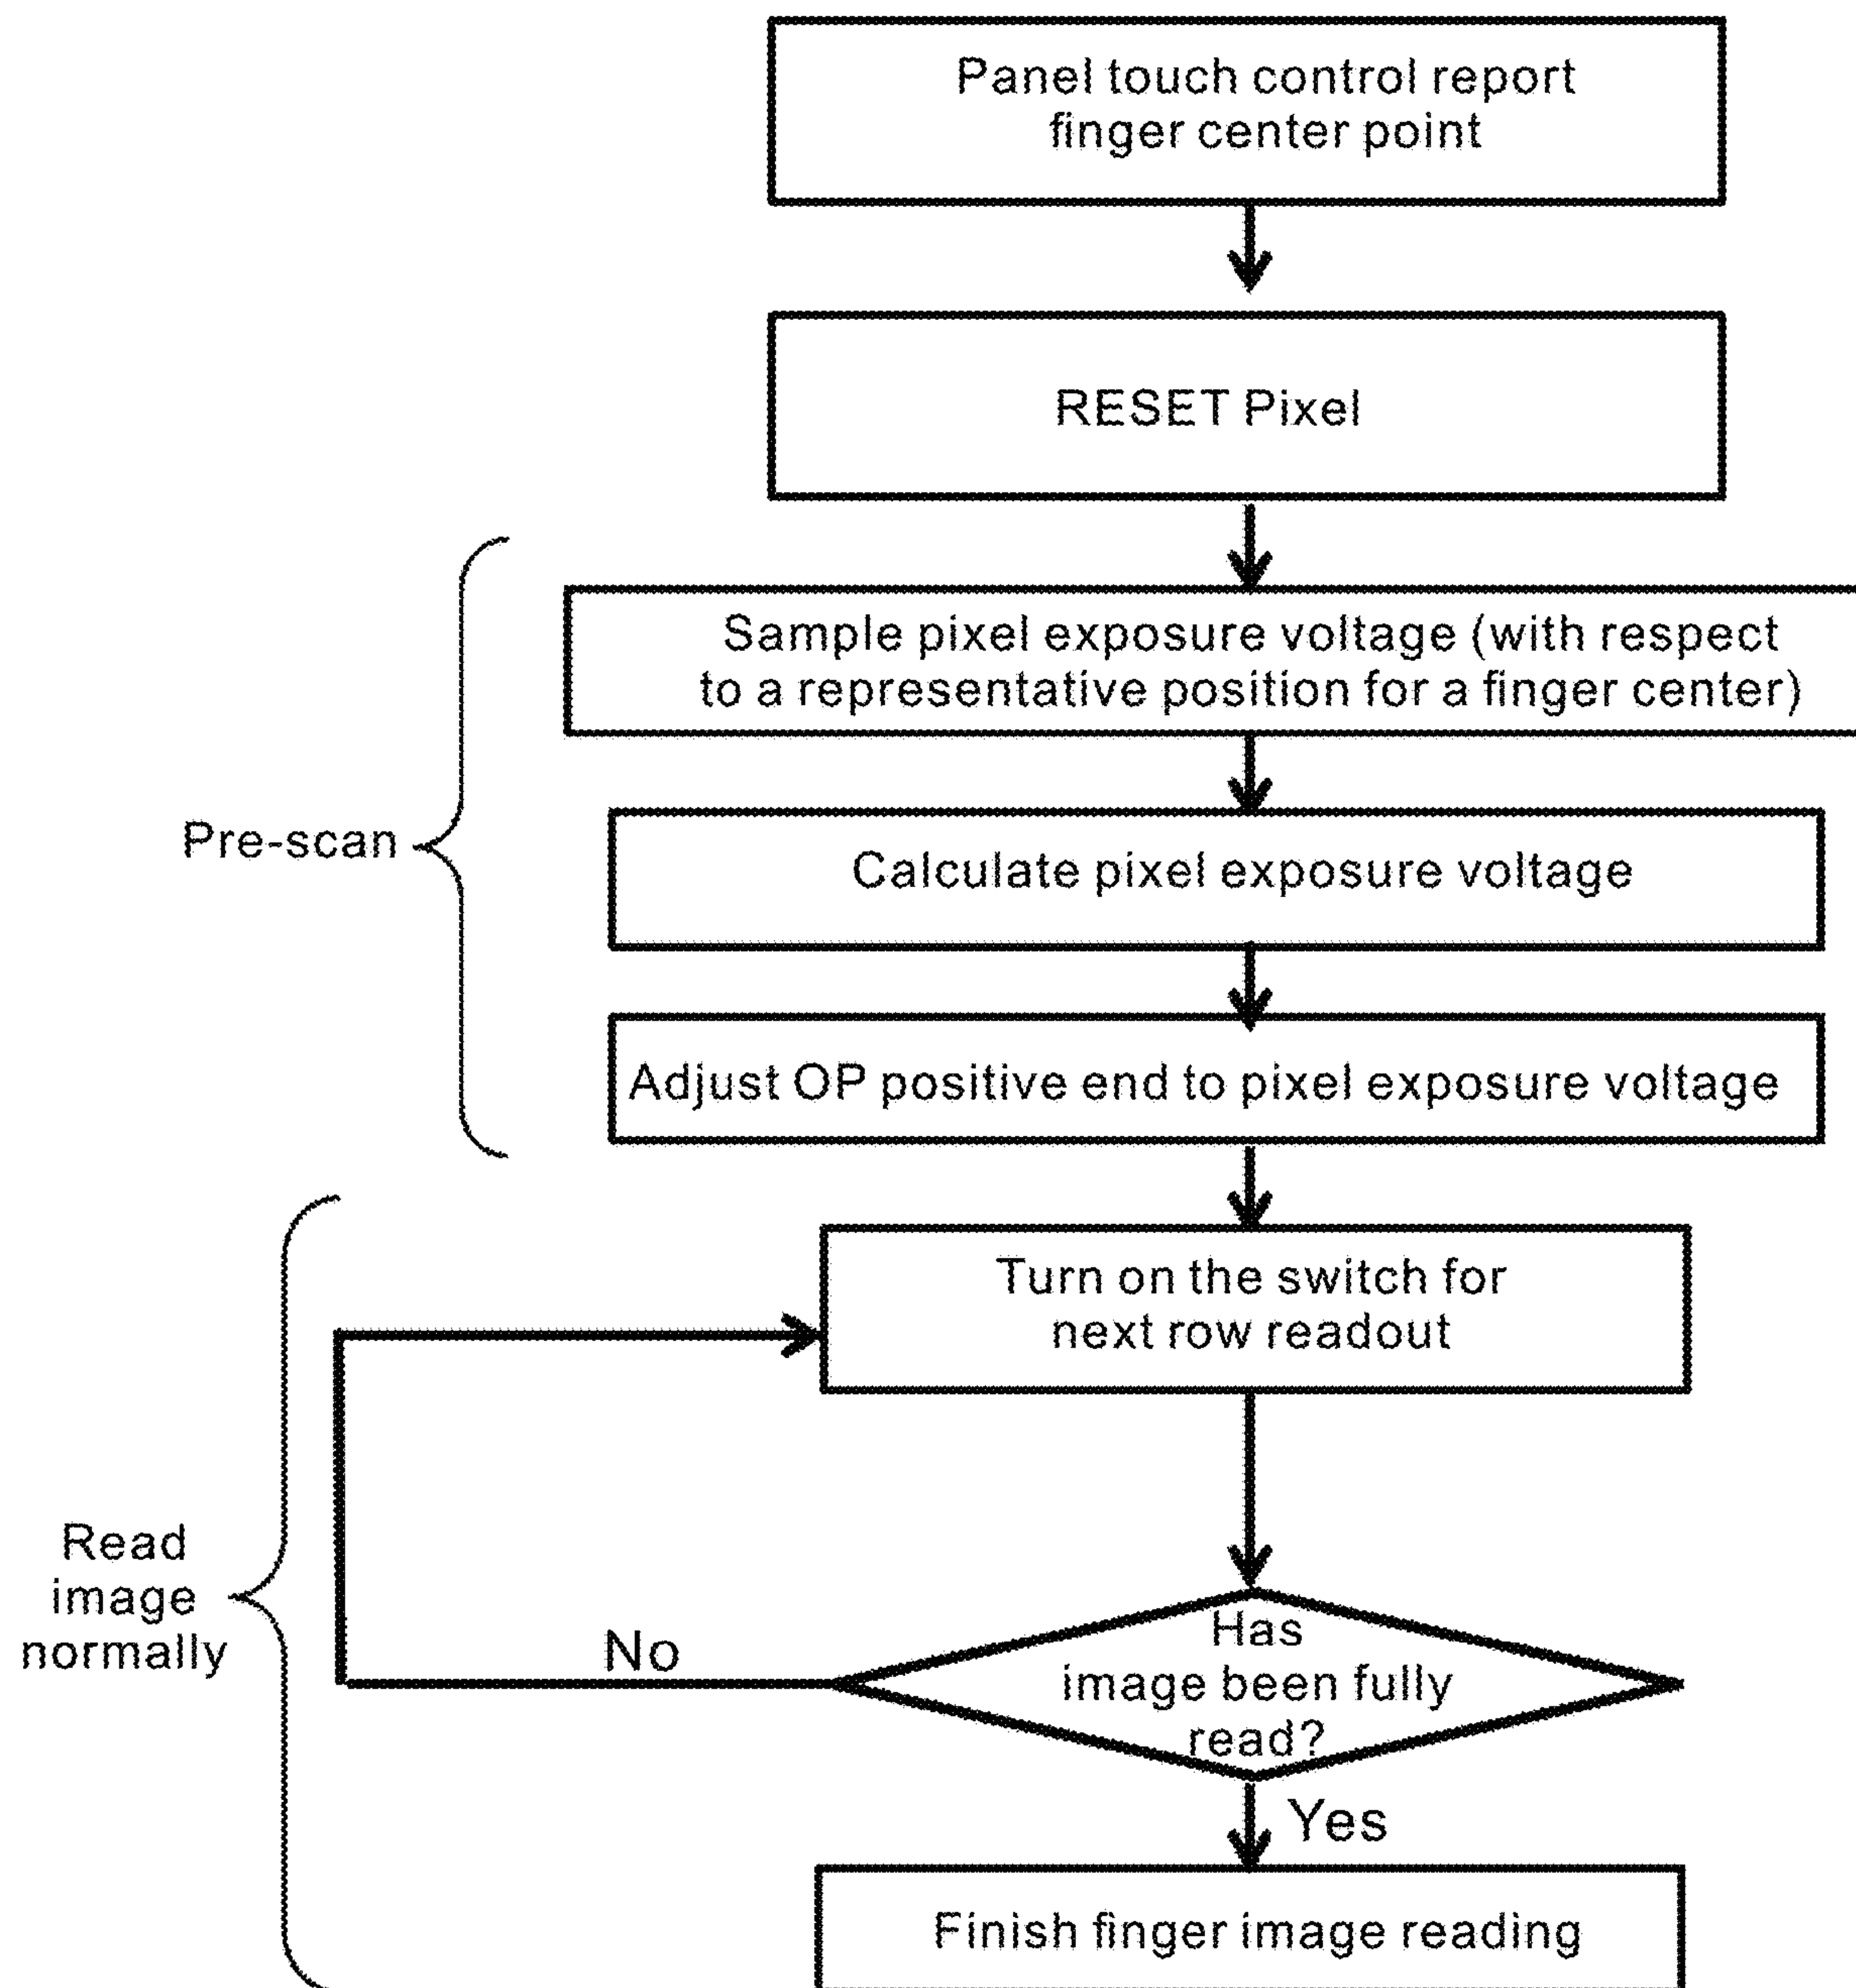 Panel touch control report
finger center point
RESET Pixel
Sample pixel exposure voltage (with respect
to a representative position for a finger center)
Pre-scan
Calculate pixel exposure voltage
Adjust OP positive end to pixel exposure voltage
Turn on the switch for
next row readout
Read
image
normally
No
Has
image been fully
read?
Yes
Finish finger image reading